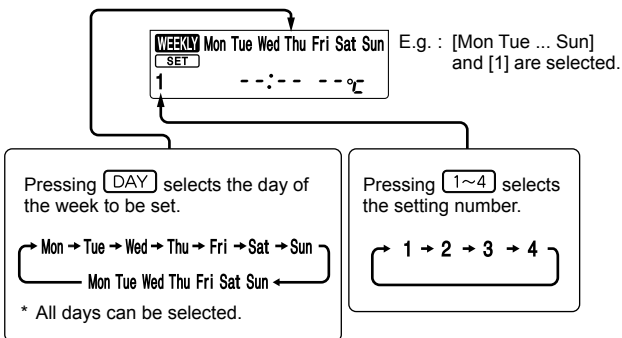 WEEKLY Mon Tue Wed Thu Fri Sat Sun
SET
1 --:-- --°C
E.g. : [Mon Tue ... Sun]
and [1] are selected.
Pressing DAY selects the day of
the week to be set.
→ Mon → Tue → Wed → Thu → Fri → Sat → Sun
Mon Tue Wed Thu Fri Sat Sun ←
* All days can be selected.
Pressing 1~4 selects
the setting number.
→ 1 → 2 → 3 → 4